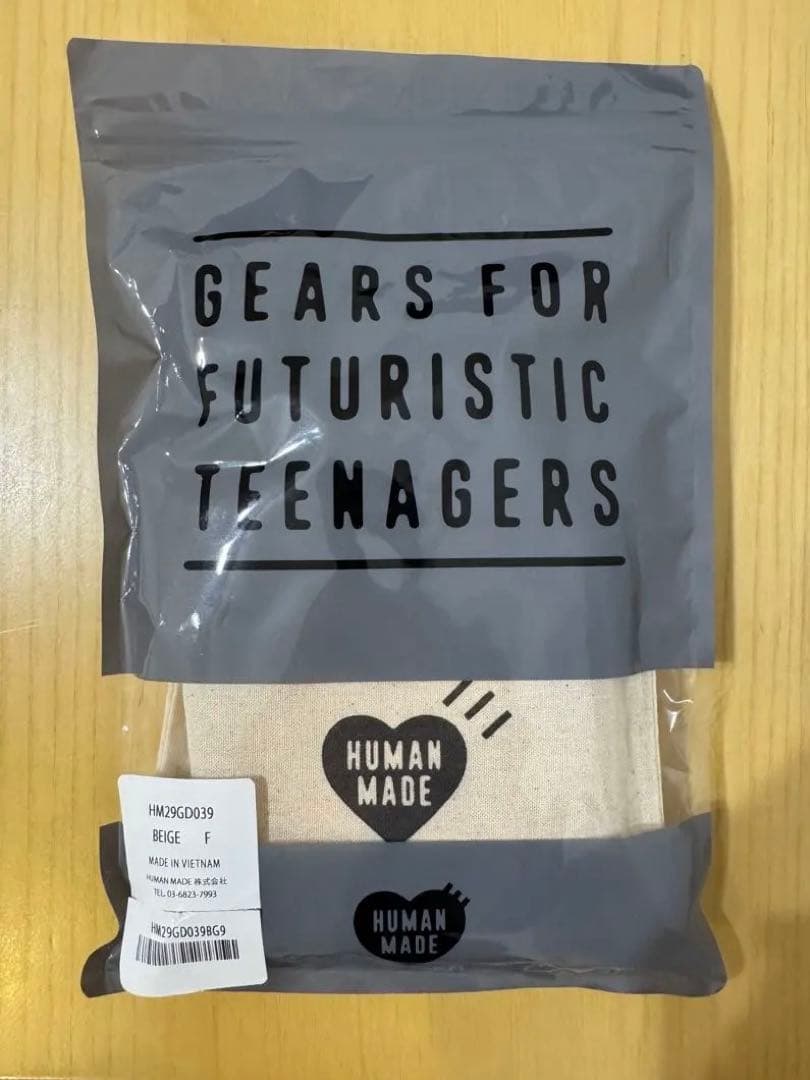 GEARS FOR
FUTURISTIC
TEENAGERS
HUMAN
MADE
HM29GD039
BEIGE F
MADE IN VIETNAM
HUMAN MADE 株式会社
TEL. 03-6823-7993
HM29GD039BG9
HUMAN
MADE